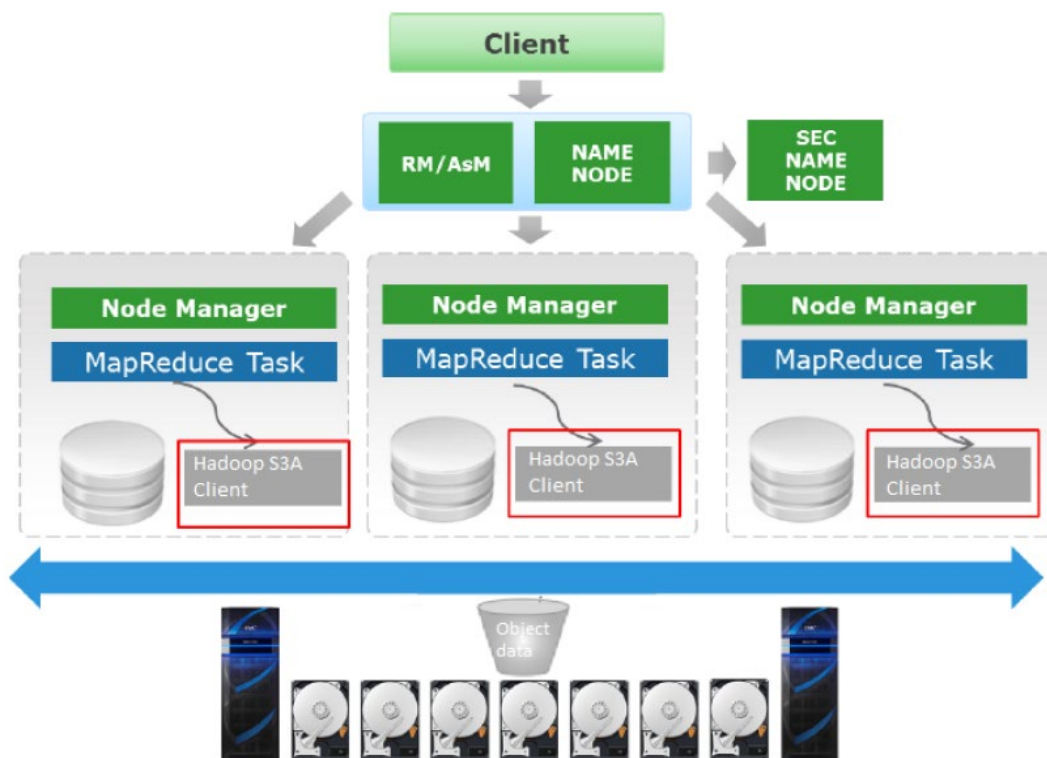 Client
RM/AsM
NAME
NODE
SEC
NAME
NODE
Node Manager
MapReduce Task
Hadoop S3A
Client
Node Manager
MapReduce Task
Hadoop S3A
Client
Node Manager
MapReduce Task
Hadoop S3A
Client
Object
data
EMC